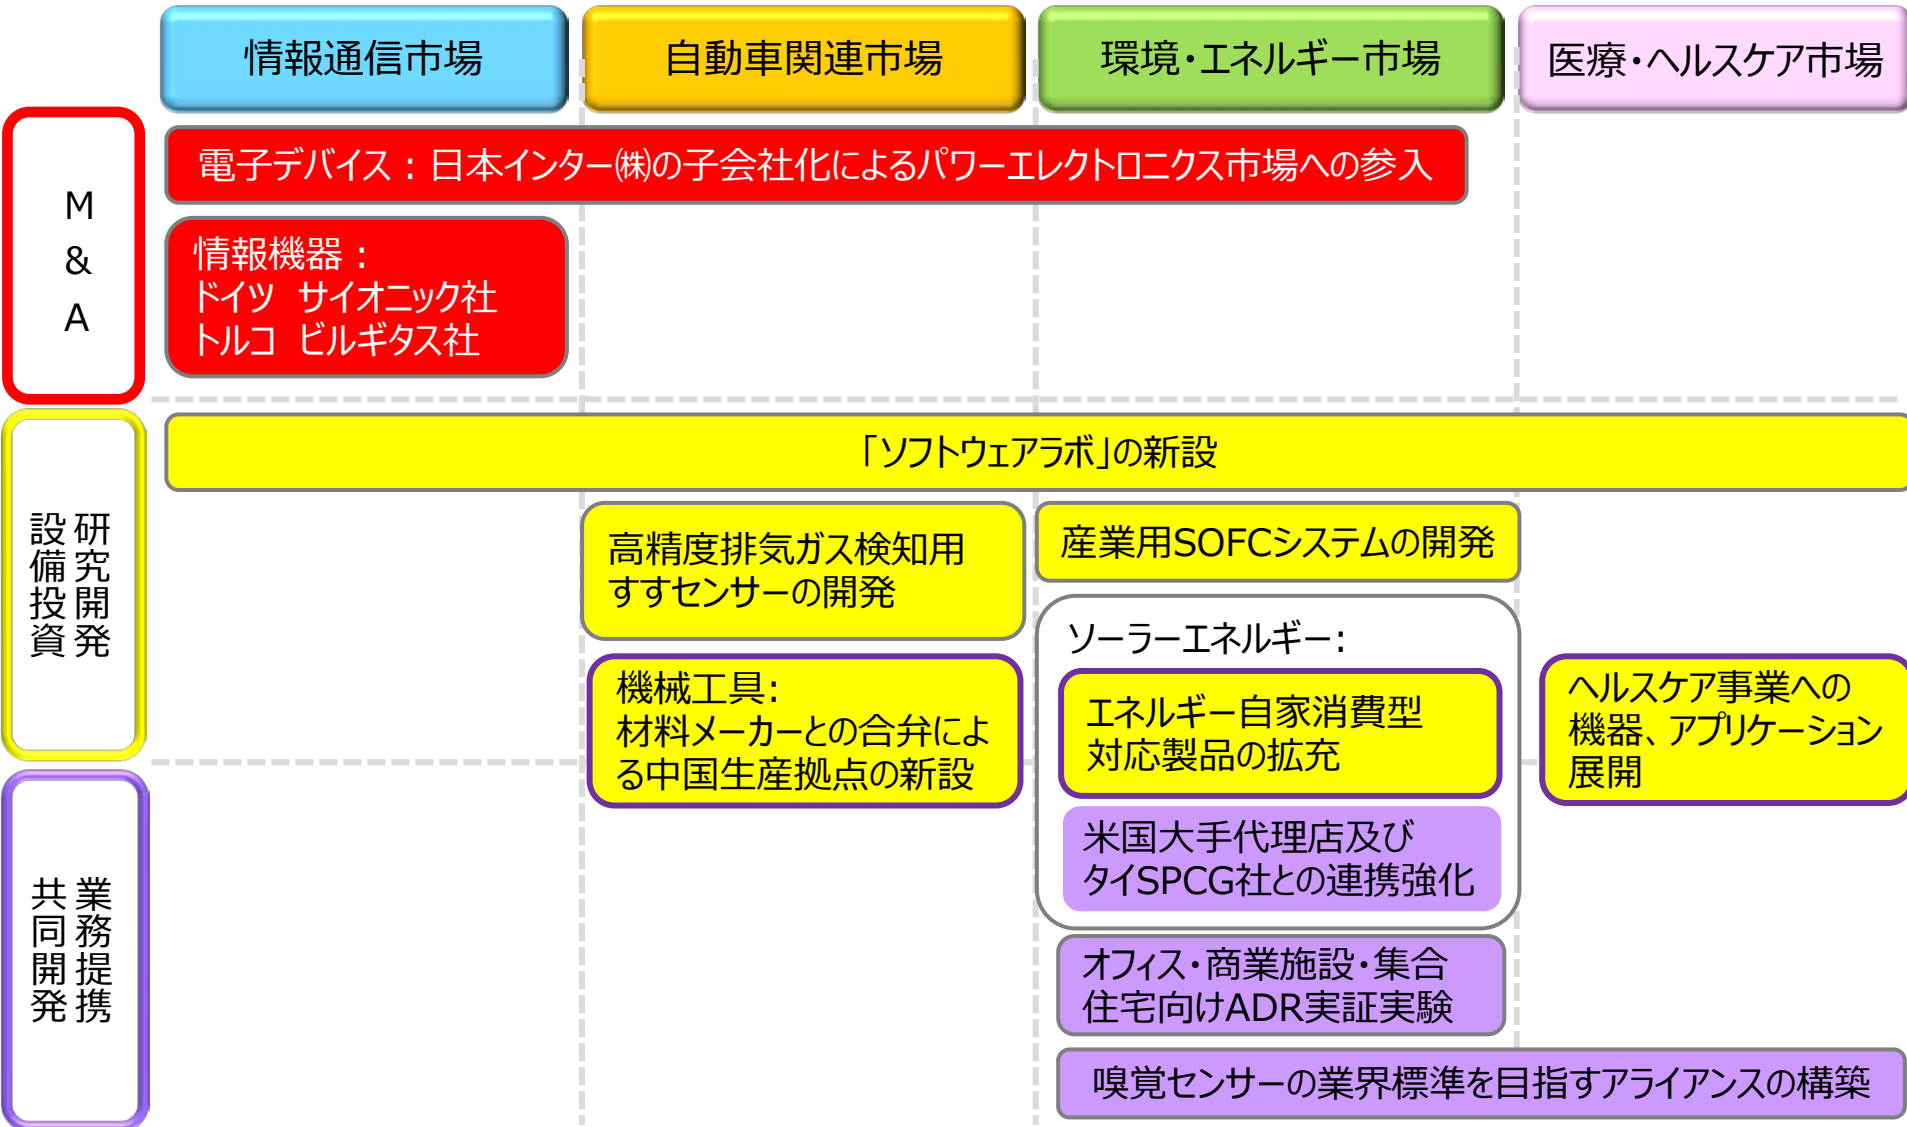 情報通信市場
自動車関連市場
環境・エネルギー市場
医療・ヘルスケア市場
M
&
A
電子デバイス：日本インター㈱の子会社化によるパワーエレクトロニクス市場への参入
情報機器：
ドイツ　サイオニック社
トルコ　ビルギタス社
研究開発
設備投資
「ソフトウェアラボ」の新設
高精度排気ガス検知用
すすセンサーの開発
産業用SOFCシステムの開発
機械工具：
材料メーカーとの合弁によ
る中国生産拠点の新設
ソーラーエネルギー：
エネルギー自家消費型
対応製品の拡充
ヘルスケア事業への
機器、アプリケーション
展開
業務提携
共同開発
米国大手代理店及び
タイSPCG社との連携強化
オフィス・商業施設・集合
住宅向けADR実証実験
嗅覚センサーの業界標準を目指すアライアンスの構築